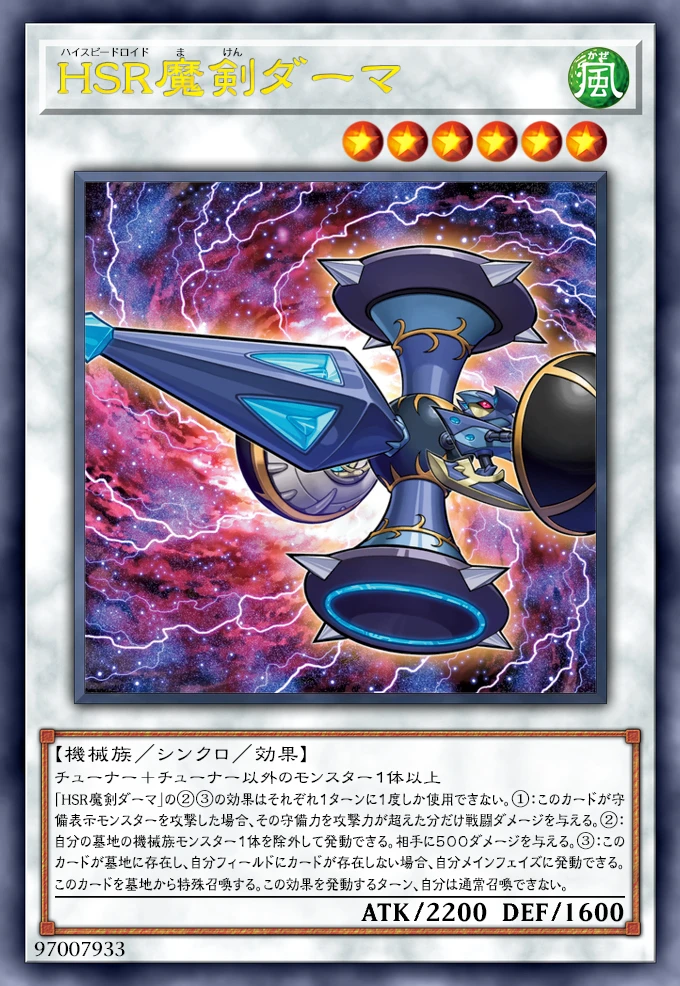 ハイスピードロイド ま けん
HSR魔剣ダーマ
かぜ
風
【機械族／シンクロ／効果】
チューナー＋チューナー以外のモンスター1体以上
「HSR魔剣ダーマ」の②③の効果はそれぞれ1ターンに1度しか使用できない。①：このカードが守
備表示モンスターを攻撃した場合、その守備力を攻撃力が超えた分だけ戦闘ダメージを与える。②：
自分の墓地の機械族モンスター1体を除外して発動できる。相手に500ダメージを与える。③：この
カードが墓地に存在し、自分フィールドにカードが存在しない場合、自分メインフェイズに発動できる。
このカードを墓地から特殊召喚する。この効果を発動するターン、自分は通常召喚できない。
ATK/2200 DEF/1600
97007933